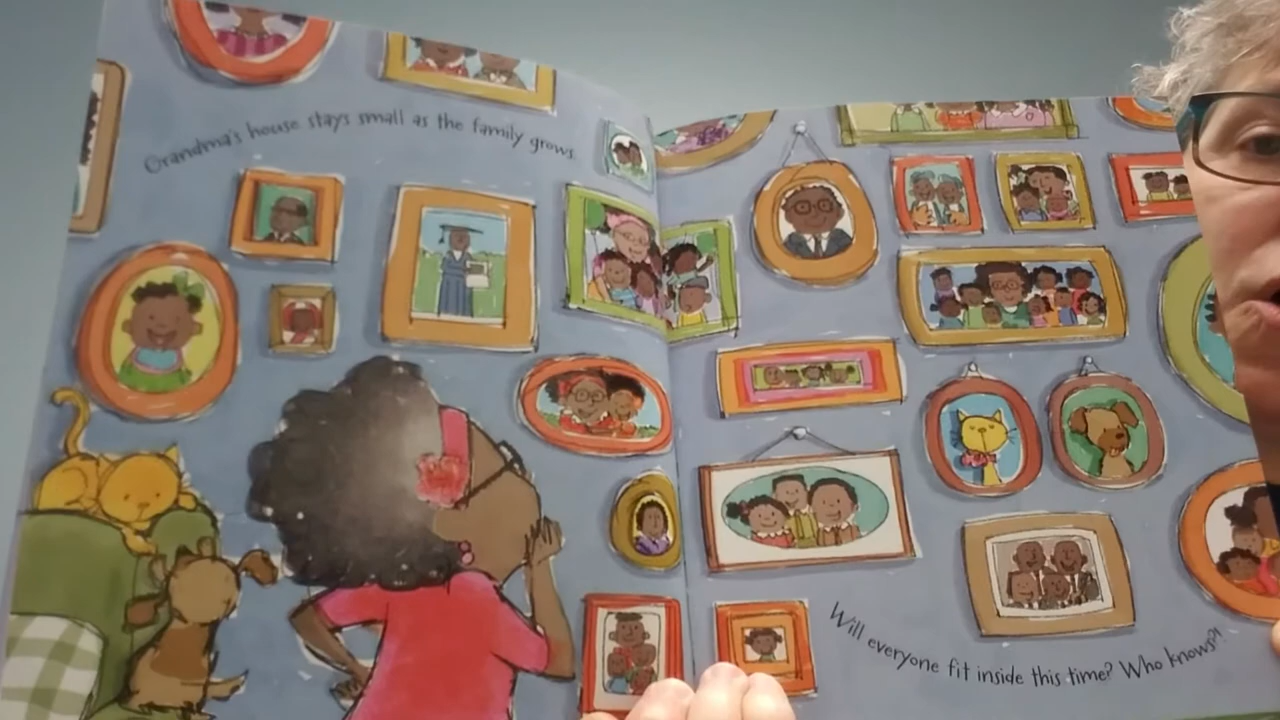 Grandma's house stays small as the family grows.
Will everyone fit inside this time? Who knows?!